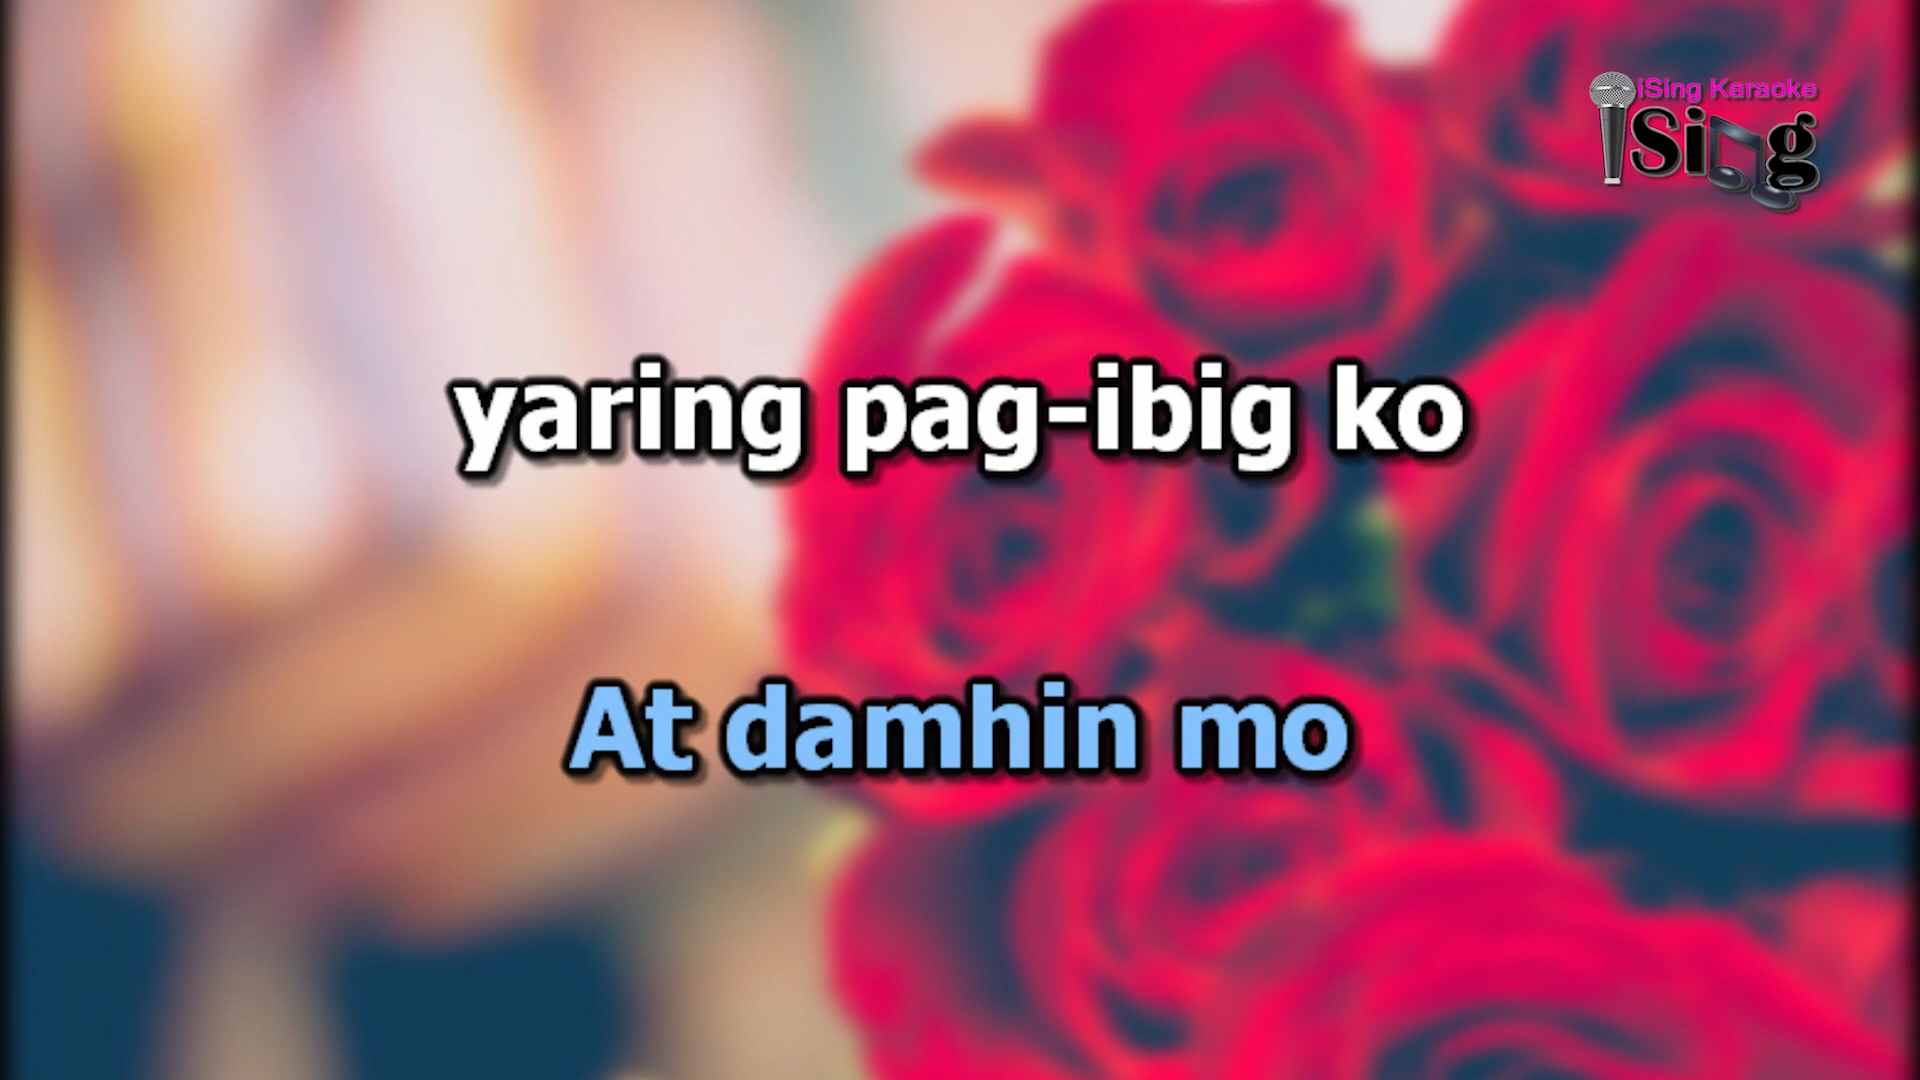 iSing Karaoke
iSing
yaring pag-ibig ko
At damhin mo